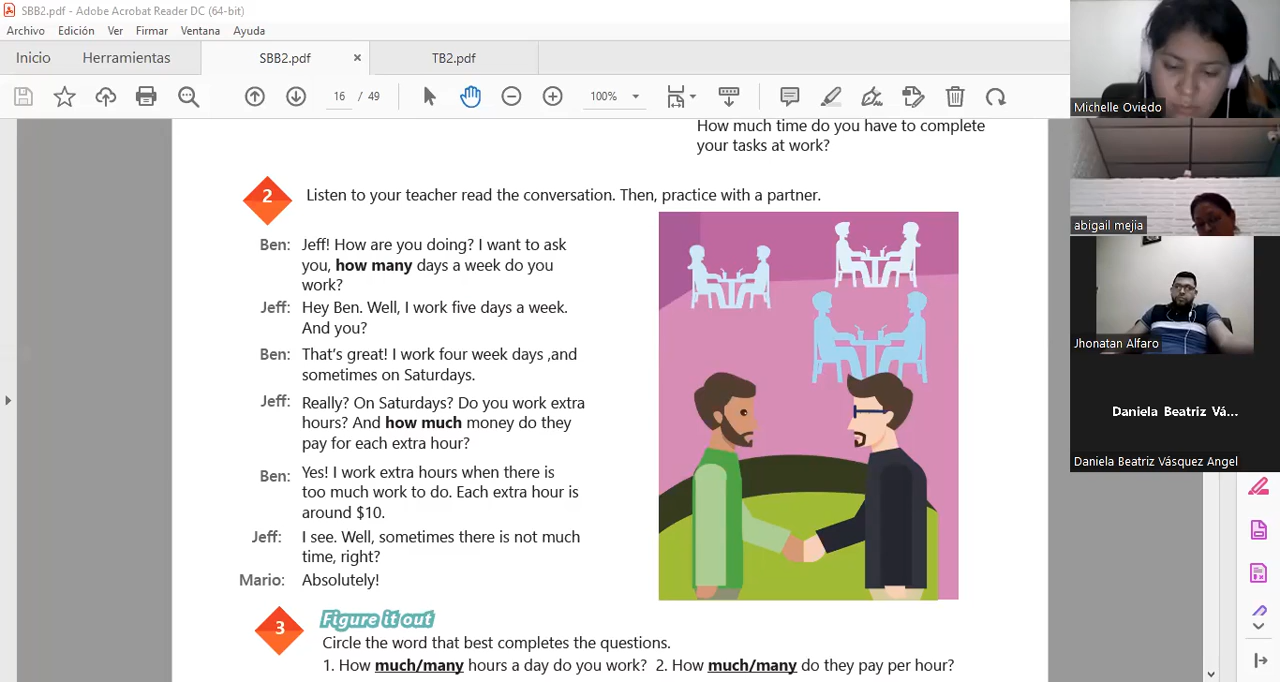 SBB2.pdf - Adobe Acrobat Reader DC (64-bit)
Archivo Edición Ver Firmar Ventana Ayuda
Inicio Herramientas SBB2.pdf × TB2.pdf
16 / 49 100%
How much time do you have to complete
your tasks at work?
2 Listen to your teacher read the conversation. Then, practice with a partner.
Ben: Jeff! How are you doing? I want to ask
you, how many days a week do you
work?
Jeff: Hey Ben. Well, I work five days a week.
And you?
Ben: That's great! I work four week days ,and
sometimes on Saturdays.
Jeff: Really? On Saturdays? Do you work extra
hours? And how much money do they
pay for each extra hour?
Ben: Yes! I work extra hours when there is
too much work to do. Each extra hour is
around $10.
Jeff: I see. Well, sometimes there is not much
time, right?
Mario: Absolutely!
3 Figure it out
Circle the word that best completes the questions.
1. How much/many hours a day do you work? 2. How much/many do they pay per hour?
Michelle Oviedo
abigail mejia
Jhonatan Alfaro
Daniela Beatriz Vá...
Daniela Beatriz Vásquez Angel